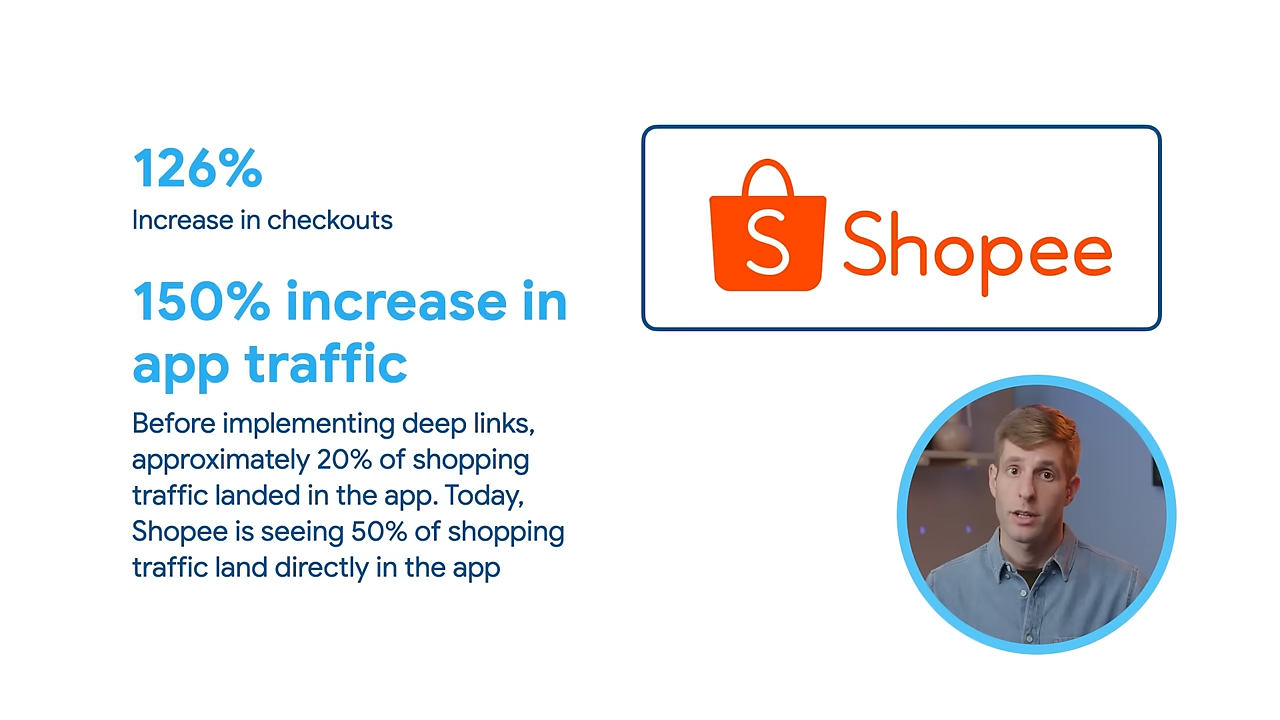 126%
Increase in checkouts
150% increase in
app traffic
Before implementing deep links,
approximately 20% of shopping
traffic landed in the app. Today,
Shopee is seeing 50% of shopping
traffic land directly in the app
S
Shopee